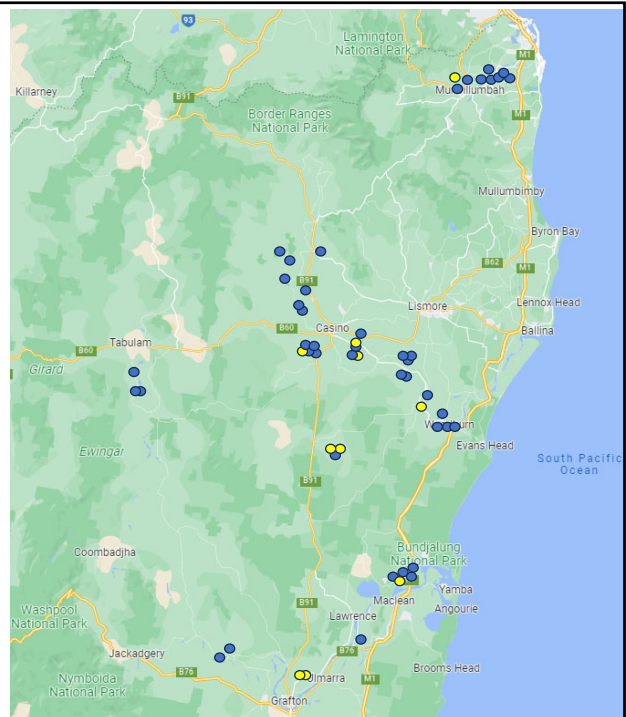 93
Lamington
National Park
M1
Killarney
B91
Border Ranges
National Park
M1
Mullumbimby
Byron Bay
B62
M1
B91
Lismore
Lennox Head
B60
Casino
Ballina
B60
Tabulam
Girard
Evans Head
Ewingar
South Pacific
Ocean
B91
Coombadjha
Bundjalung
National Park
Yamba
B91
Maclean
Angourie
Washpool
National Park
Lawrence
Jackadgery
B76
B76
Brooms Head
Nymboida
National Park
M1
Grafton